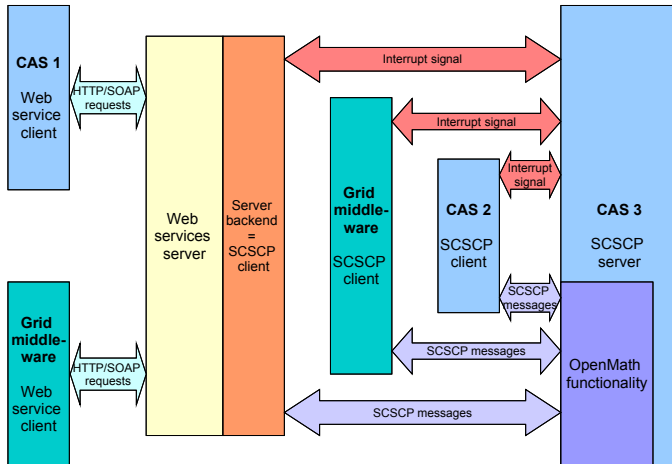 CAS 1
Web
service
client
HTTP/SOAP
requests
Grid
middle-
ware
Web
service
client
HTTP/SOAP
requests
Web
services
server
Server
backend
=
SCSCP
client
Interrupt signal
Interrupt signal
Interrupt
signal
Grid
middle-
ware
SCSCP
client
CAS 2
SCSCP
client
CAS 3
SCSCP
server
SCSCP
messages
SCSCP messages
SCSCP messages
OpenMath
functionality